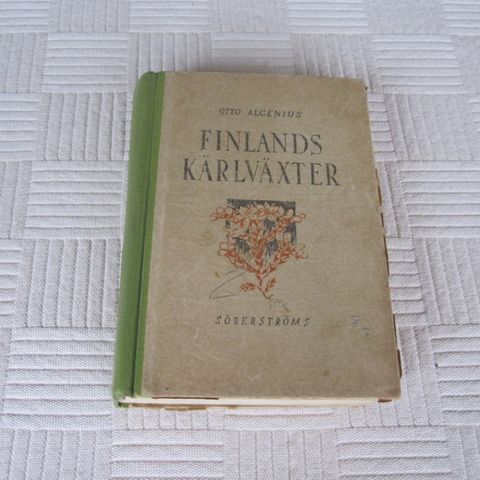 OTTO ALCENIUS
FINLANDS
KÄRLVÄXTER
SÖDERSTRÖMS